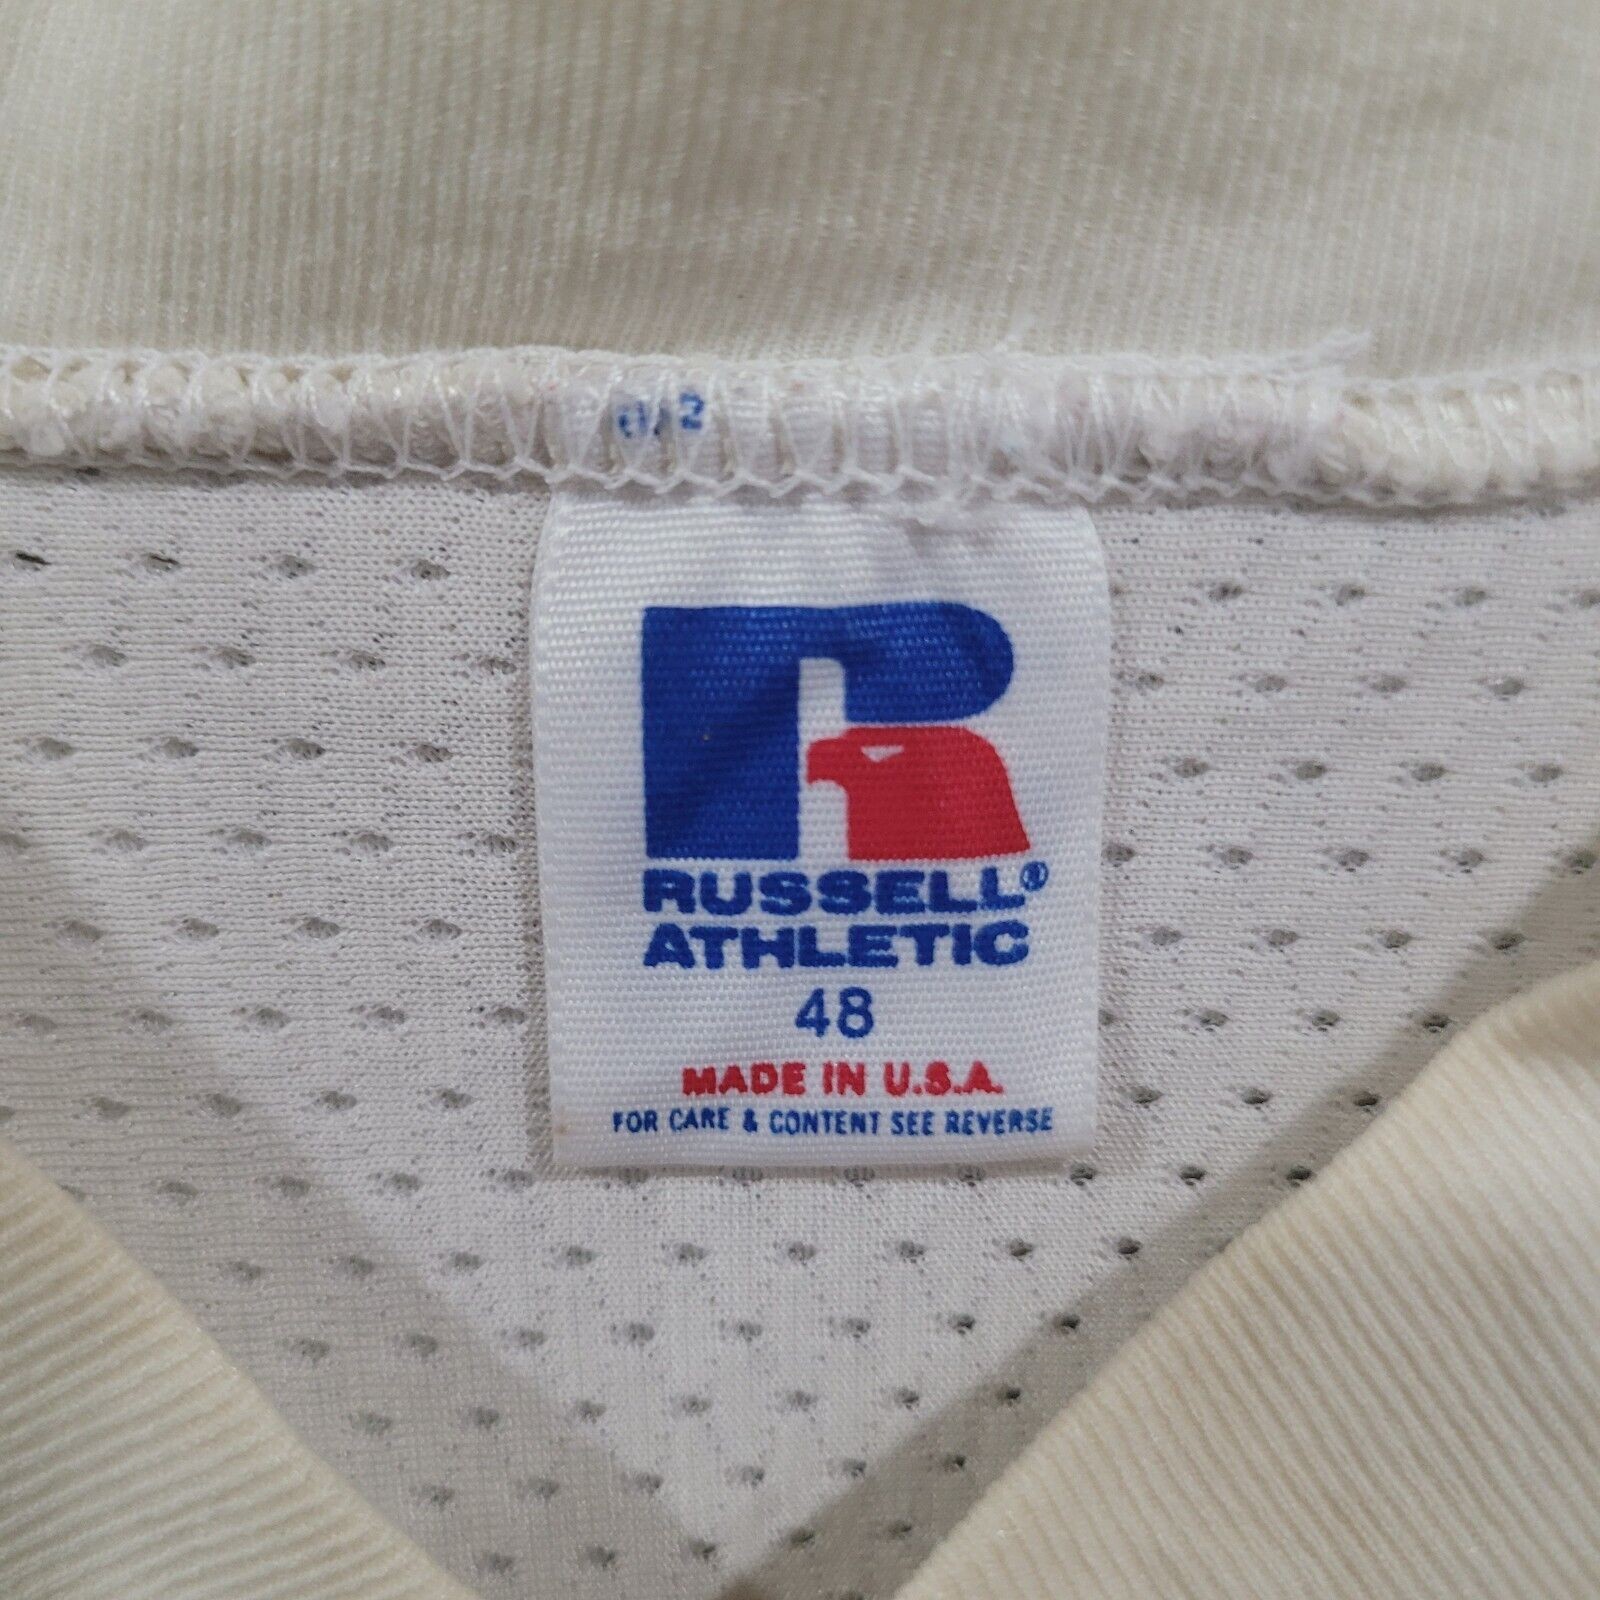 RUSSELL®
ATHLETIC
48
MADE IN U.S.A.
FOR CARE & CONTENT SEE REVERSE